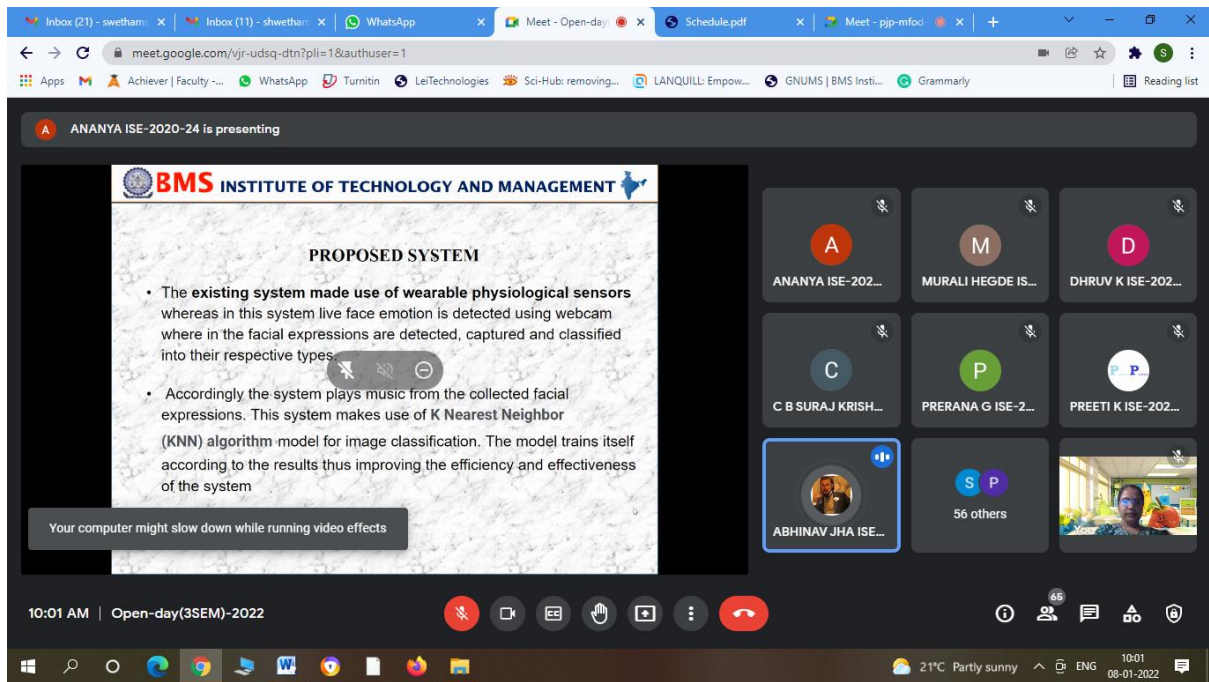 Inbox (21) - swetham
Inbox (11) - shwetham
WhatsApp
Meet - Open-day
Schedule.pdf
Meet - pjp-mfod-
meet.google.com/vjr-udsq-dtn?pli=1&authuser=1
S
Apps
Achiever | Faculty -...
WhatsApp
Turnitin
LeiTechnologies
Sci-Hub: removing...
LANQUILL: Empow...
GNUMS | BMS Insti...
Grammarly
Reading list
A ANANYA ISE-2020-24 is presenting
BMS INSTITUTE OF TECHNOLOGY AND MANAGEMENT
PROPOSED SYSTEM
• The existing system made use of wearable physiological sensors
whereas in this system live face emotion is detected using webcam
where in the facial expressions are detected, captured and classified
into their respective types.
• Accordingly the system plays music from the collected facial
expressions. This system makes use of K Nearest Neighbor
(KNN) algorithm model for image classification. The model trains itself
according to the results thus improving the efficiency and effectiveness
of the system
Your computer might slow down while running video effects
A
ANANYA ISE-202...
M
MURALI HEGDE IS...
D
DHRUV K ISE-202...
C
C B SURAJ KRISH...
P
PRERANA G ISE-2...
P... P...
PREETI K ISE-202...
ABHINAV JHA ISE...
S P
56 others
You
10:01 AM | Open-day(3SEM)-2022
CC
65
W
21°C Partly sunny
ENG
10:01
08-01-2022